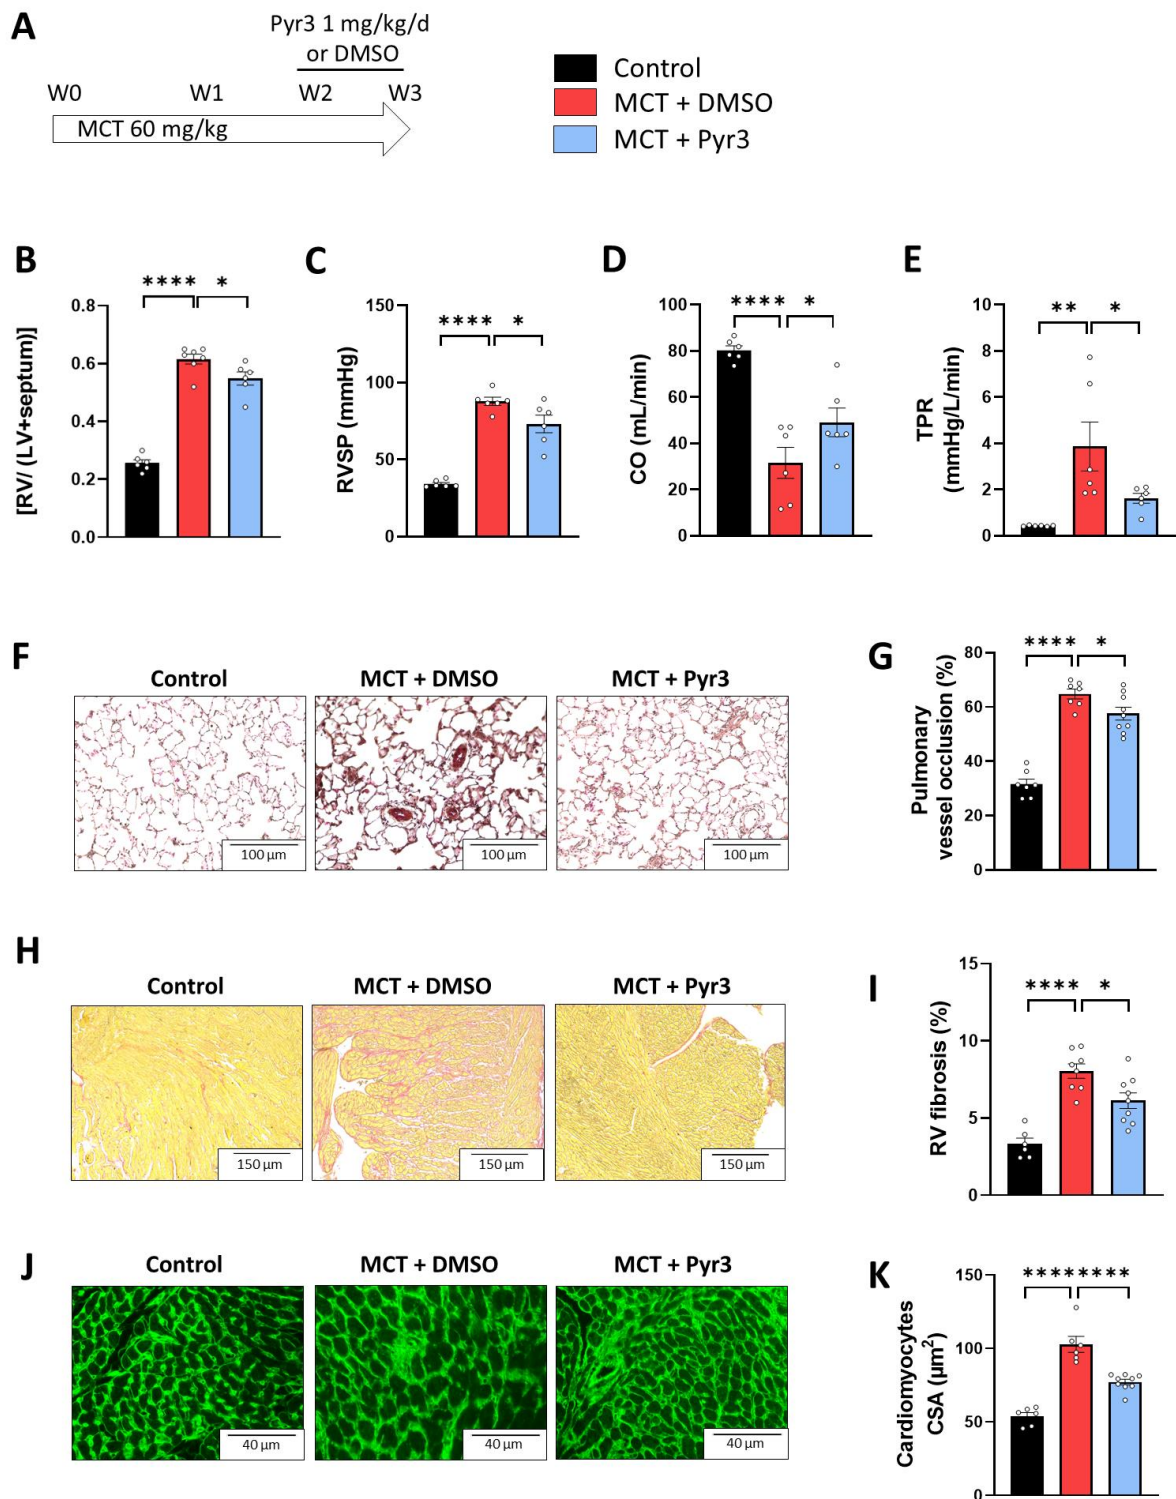 A
Pyr3 1 mg/kg/d
or DMSO
W0 W1 W2 W3
MCT 60 mg/kg
Control
MCT + DMSO
MCT + Pyr3
B
[RV/ (LV+septum)]
0.8
0.6
0.4
0.2
0.0
**** *
C
RVSP (mmHg)
150
100
50
0
**** *
D
CO (mL/min)
100
80
60
40
20
0
**** *
E
TPR
(mmHg/L/min)
10
8
6
4
2
0
** *
F
Control
MCT + DMSO
MCT + Pyr3
100 µm
100 µm
100 µm
G
Pulmonary
vessel occlusion (%)
80
60
40
20
0
**** *
H
Control
MCT + DMSO
MCT + Pyr3
150 µm
150 µm
150 µm
I
RV fibrosis (%)
15
10
5
0
**** *
J
Control
MCT + DMSO
MCT + Pyr3
40 µm
40 µm
40 µm
K
Cardiomyocytes
CSA (µm²)
150
100
50
0
********